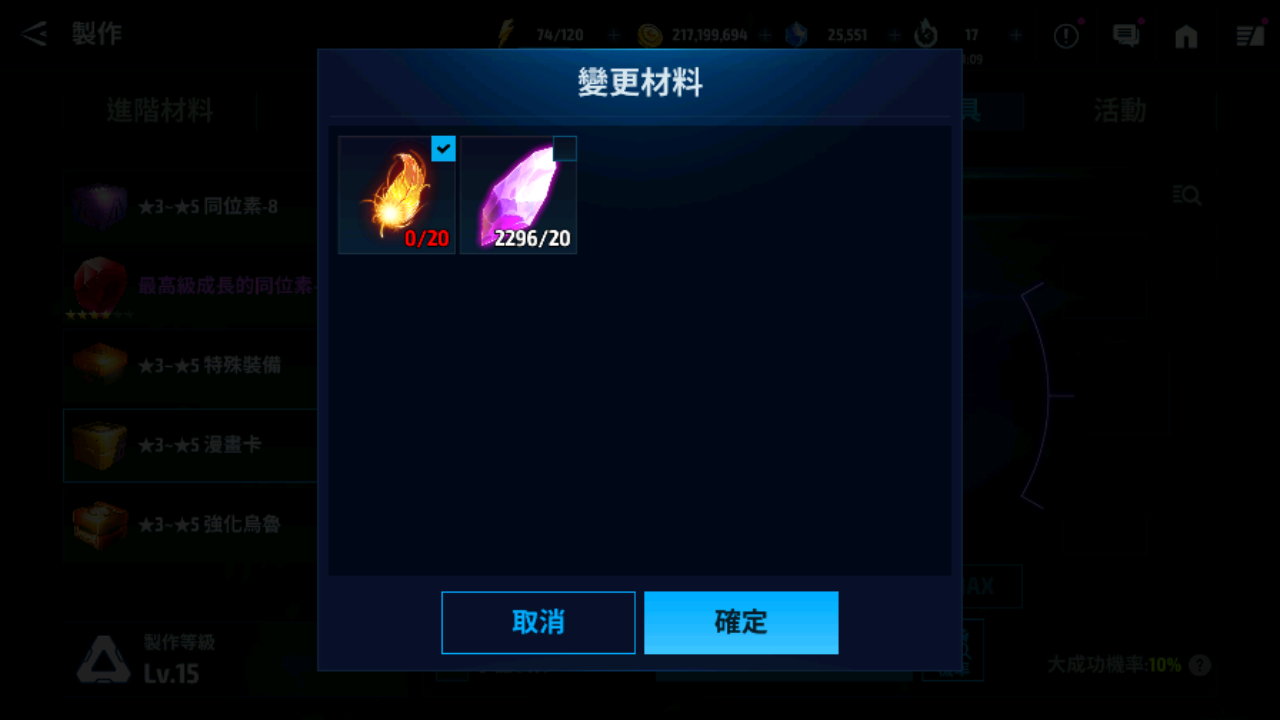 製作
74/120
217,199,694
25,551
17
:09
變更材料
進階材料
具
活動
0/20
2296/20
★3~★5 同位素-8
最高級成長的同位素-
★3~★5 特殊裝備
★3~★5 漫畫卡
★3~★5 強化烏魯
AX
取消
確定
製作等級
Lv.15
機率
大成功機率:10%